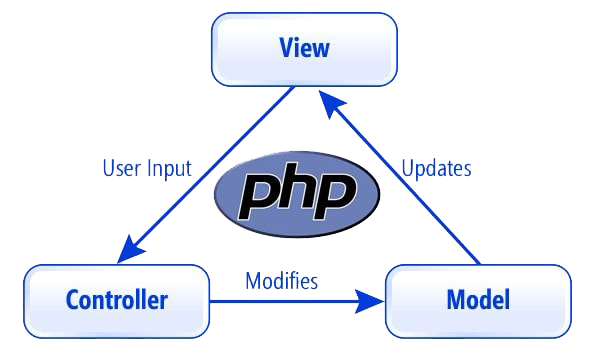 View
User Input
php
Updates
Controller
Modifies
Model